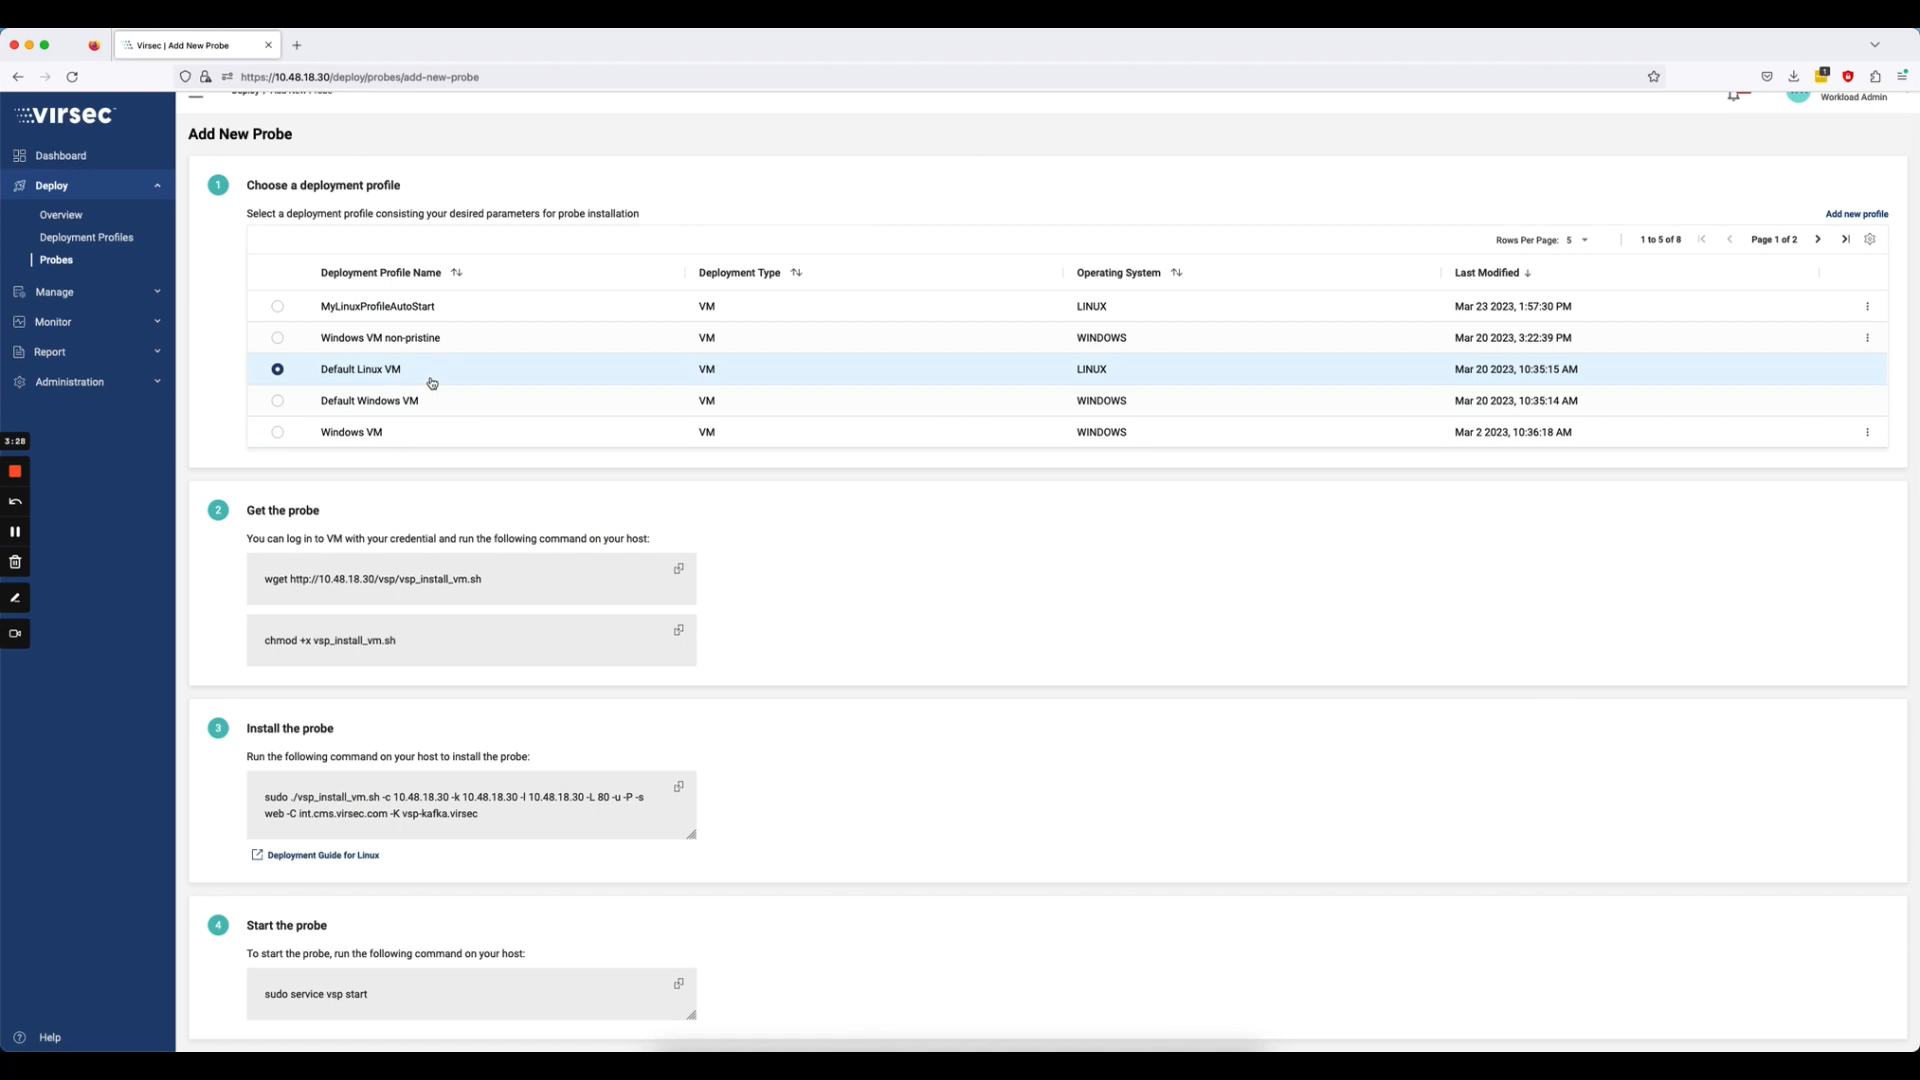 Virsec | Add New Probe
https://10.48.18.30/deploy/probes/add-new-probe
1
virsec
Deploy / Add New Probe
Workload Admin
Dashboard
Deploy
Overview
Deployment Profiles
Probes
Manage
Monitor
Report
Administration
3:28
Help
Add New Probe
1 Choose a deployment profile
Select a deployment profile consisting your desired parameters for probe installation
Add new profile
Rows Per Page: 5 1 to 5 of 8 Page 1 of 2
Deployment Profile Name Deployment Type Operating System Last Modified
MyLinuxProfileAutoStart VM LINUX Mar 23 2023, 1:57:30 PM
Windows VM non-pristine VM WINDOWS Mar 20 2023, 3:22:39 PM
Default Linux VM VM LINUX Mar 20 2023, 10:35:15 AM
Default Windows VM VM WINDOWS Mar 20 2023, 10:35:14 AM
Windows VM VM WINDOWS Mar 2 2023, 10:36:18 AM
2 Get the probe
You can log in to VM with your credential and run the following command on your host:
wget http://10.48.18.30/vsp/vsp_install_vm.sh
chmod +x vsp_install_vm.sh
3 Install the probe
Run the following command on your host to install the probe:
sudo ./vsp_install_vm.sh -c 10.48.18.30 -k 10.48.18.30 -l 10.48.18.30 -L 80 -u -P -s
web -C int.cms.virsec.com -K vsp-kafka.virsec
Deployment Guide for Linux
4 Start the probe
To start the probe, run the following command on your host:
sudo service vsp start